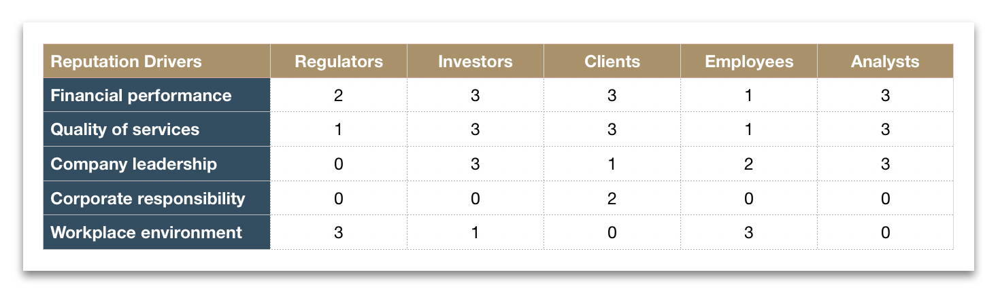 Reputation Drivers Regulators Investors Clients Employees Analysts
Financial performance 2 3 3 1 3
Quality of services 1 3 3 1 3
Company leadership 0 3 1 2 3
Corporate responsibility 0 0 2 0 0
Workplace environment 3 1 0 3 0